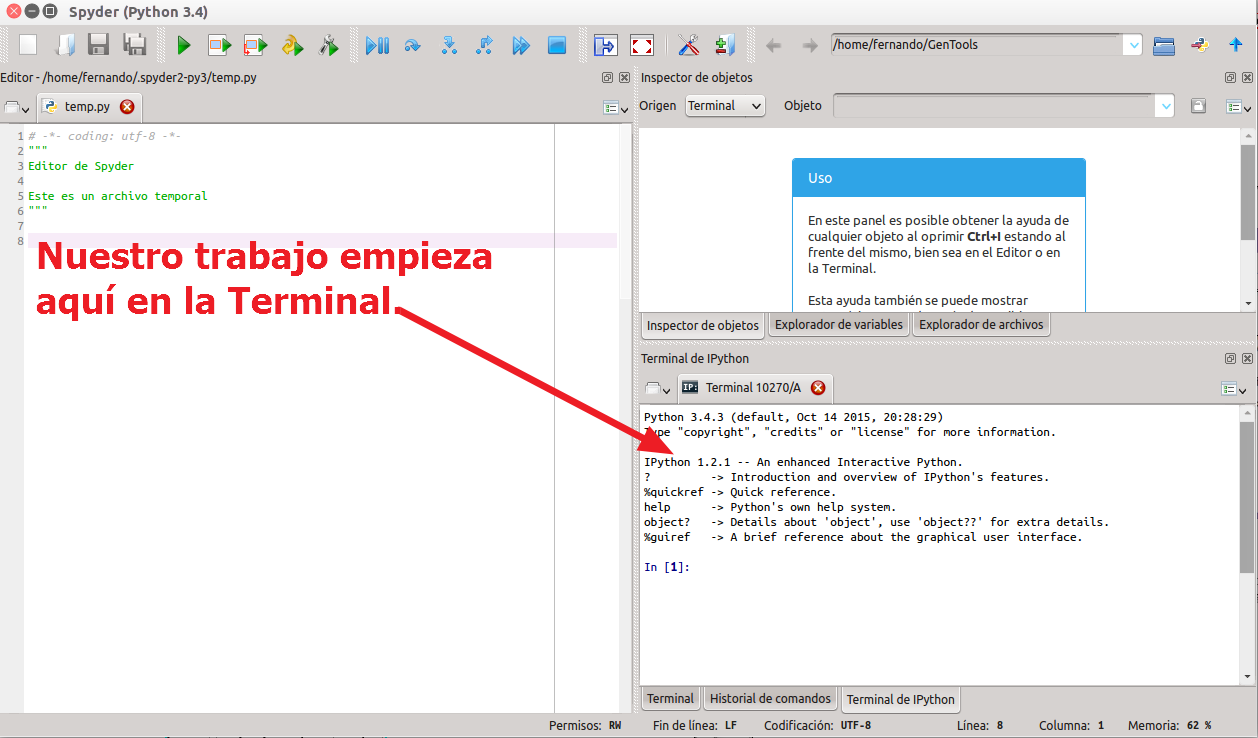 Spyder (Python 3.4)
/home/fernando/GenTools
Editor - /home/fernando/.spyder2-py3/temp.py
temp.py
1 # -*- coding: utf-8 -*-
2 """
3 Editor de Spyder
4
5 Este es un archivo temporal
6 """
7
8
Nuestro trabajo empieza
aquí en la Terminal.
Inspector de objetos
Origen Terminal Objeto
Uso
En este panel es posible obtener la ayuda de
cualquier objeto al oprimir Ctrl+I estando al
frente del mismo, bien sea en el Editor o en
la Terminal.
Esta ayuda también se puede mostrar
Inspector de objetos Explorador de variables Explorador de archivos
Terminal de IPython
IP: Terminal 10270/A
Python 3.4.3 (default, Oct 14 2015, 20:28:29)
Type "copyright", "credits" or "license" for more information.
IPython 1.2.1 -- An enhanced Interactive Python.
? -> Introduction and overview of IPython's features.
%quickref -> Quick reference.
help -> Python's own help system.
object? -> Details about 'object', use 'object??' for extra details.
%guiref -> A brief reference about the graphical user interface.
In [1]:
Terminal Historial de comandos Terminal de IPython
Permisos: RW Fin de línea: LF Codificación: UTF-8 Línea: 8 Columna: 1 Memoria: 62 %